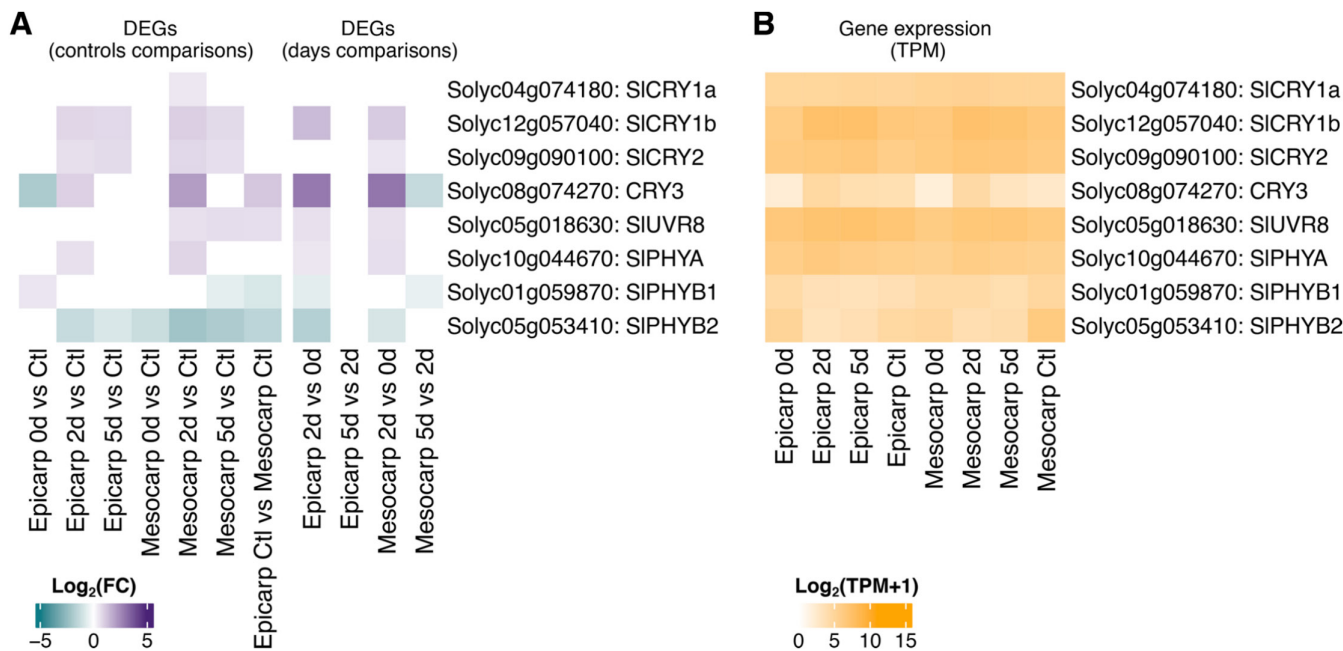 A
DEGs
(controls comparisons)
DEGs
(days comparisons)
Solyc04g074180: SlCRY1a
Solyc12g057040: SlCRY1b
Solyc09g090100: SlCRY2
Solyc08g074270: CRY3
Solyc05g018630: SlUVR8
Solyc10g044670: SlPHYA
Solyc01g059870: SlPHYB1
Solyc05g053410: SlPHYB2
Epicarp 0d vs Ctl
Epicarp 2d vs Ctl
Epicarp 5d vs Ctl
Mesocarp 0d vs Ctl
Mesocarp 2d vs Ctl
Mesocarp 5d vs Ctl
Epicarp Ctl vs Mesocarp Ctl
Epicarp 2d vs 0d
Epicarp 5d vs 2d
Mesocarp 2d vs 0d
Mesocarp 5d vs 2d
Log₂(FC)
−5 0 5
B
Gene expression
(TPM)
Solyc04g074180: SlCRY1a
Solyc12g057040: SlCRY1b
Solyc09g090100: SlCRY2
Solyc08g074270: CRY3
Solyc05g018630: SlUVR8
Solyc10g044670: SlPHYA
Solyc01g059870: SlPHYB1
Solyc05g053410: SlPHYB2
Epicarp 0d
Epicarp 2d
Epicarp 5d
Epicarp Ctl
Mesocarp 0d
Mesocarp 2d
Mesocarp 5d
Mesocarp Ctl
Log₂(TPM+1)
0 5 10 15